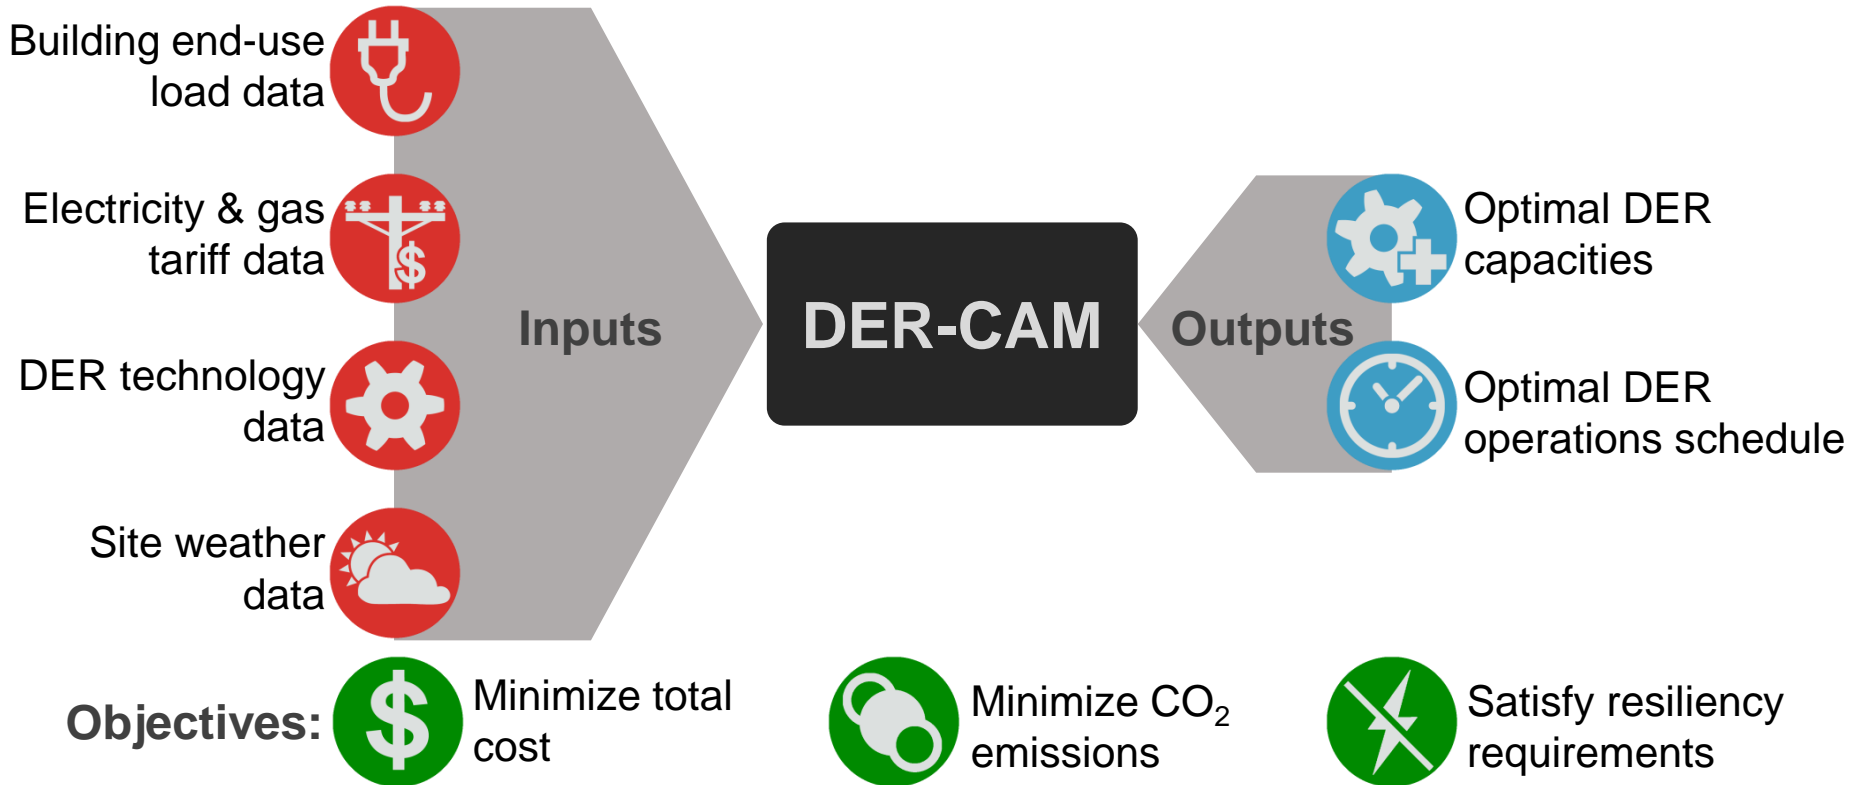 Building end-use
load data
Electricity & gas
tariff data
DER technology
data
Site weather
data
Inputs
DER-CAM
Outputs
Optimal DER
capacities
Optimal DER
operations schedule
Objectives:
$
Minimize total
cost
Minimize CO₂
emissions
Satisfy resiliency
requirements